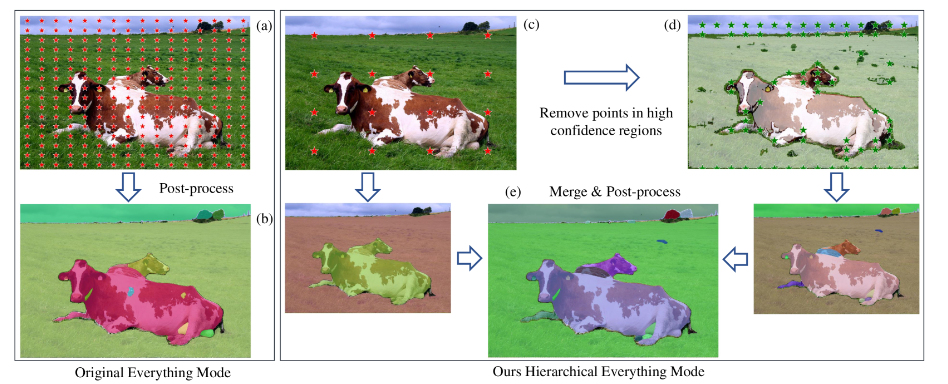 (a)
(c)
(d)
Remove points in high
confidence regions
Post-process
(e)
Merge & Post-process
(b)
Original Everything Mode
Ours Hierarchical Everything Mode